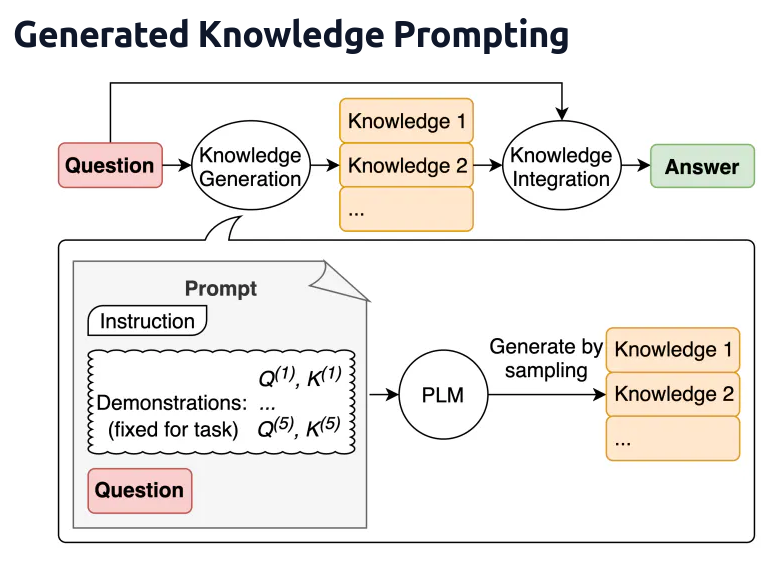 Generated Knowledge Prompting
Question
Knowledge
Generation
Knowledge 1
Knowledge 2
...
Knowledge
Integration
Answer
Prompt
Instruction
Demonstrations:
(fixed for task)
Q(1), K(1)
...
Q(5), K(5)
Question
PLM
Generate by
sampling
Knowledge 1
Knowledge 2
...